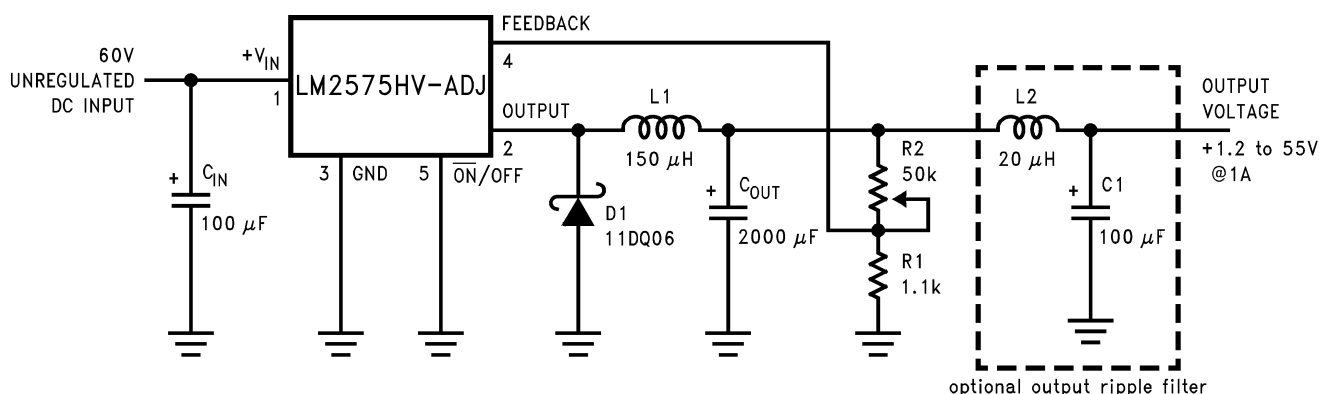 FEEDBACK
60V
UNREGULATED
DC INPUT
+VIN
1
LM2575HV-ADJ
4
OUTPUT
2
3
GND
5
ON/OFF
CIN
+
100 μF
L1
150 μH
D1
11DQ06
+
COUT
2000 μF
R2
50k
R1
1.1k
L2
20 μH
+
C1
100 μF
OUTPUT
VOLTAGE
+1.2 to 55V
@1A
optional output ripple filter